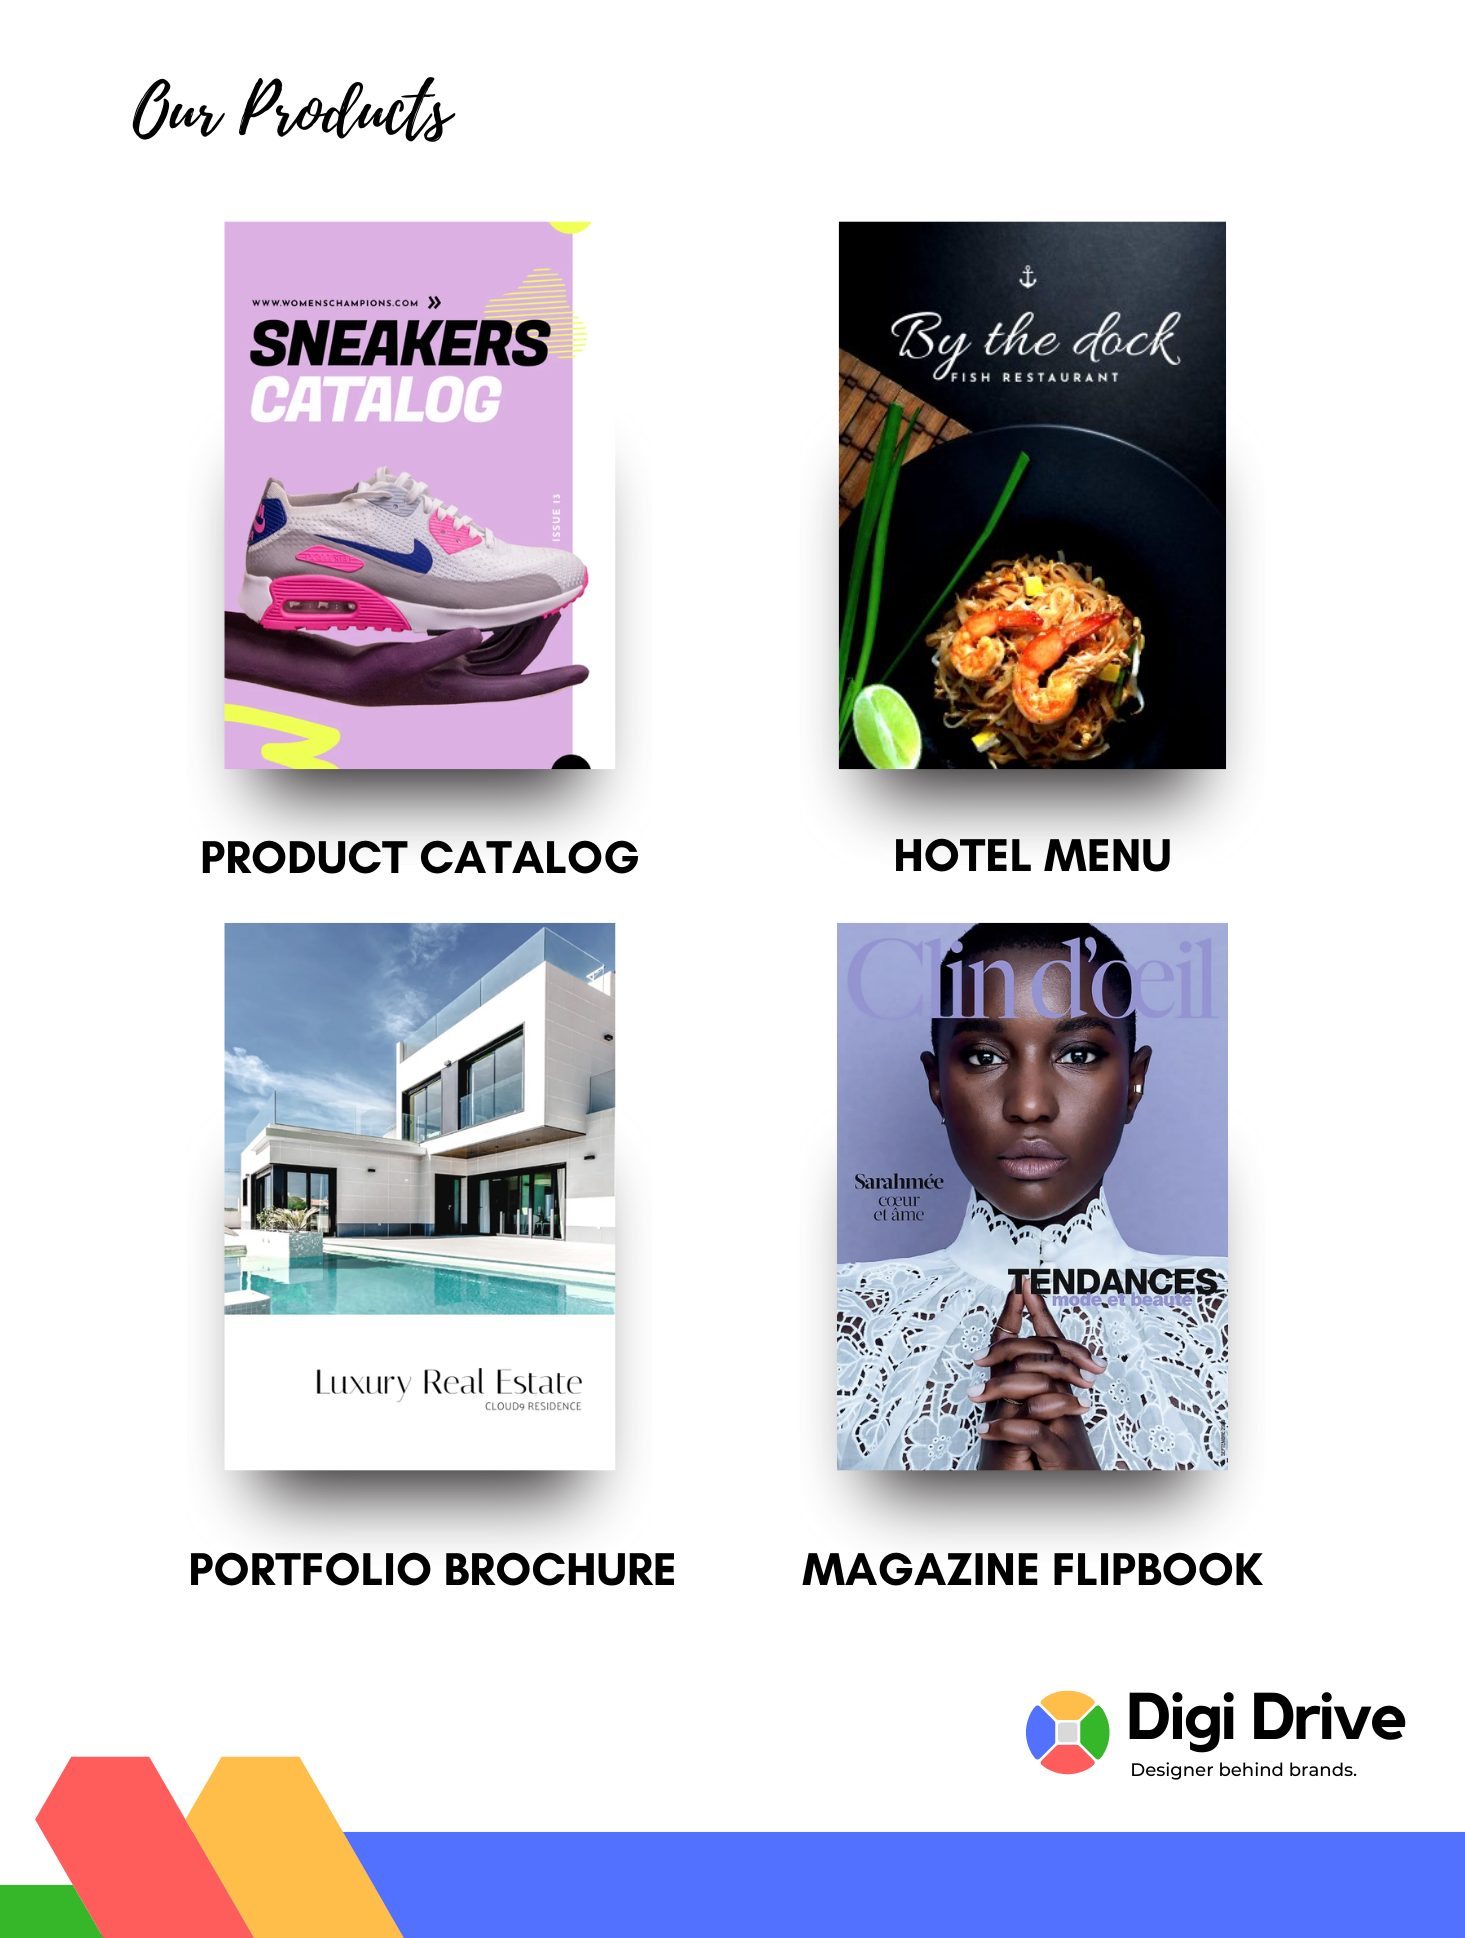 Our Products
WWW.WOMENSCHAMPIONS.COM »
SNEAKERS
CATALOG
ISSUE 13
By the dock
FISH RESTAURANT
PRODUCT CATALOG
HOTEL MENU
Luxury Real Estate
CLOUD9 RESIDENCE
Clin d'œil
Sarahmée
cœur
et âme
TENDANCES
mode et beauté
PORTFOLIO BROCHURE
MAGAZINE FLIPBOOK
Digi Drive
Designer behind brands.